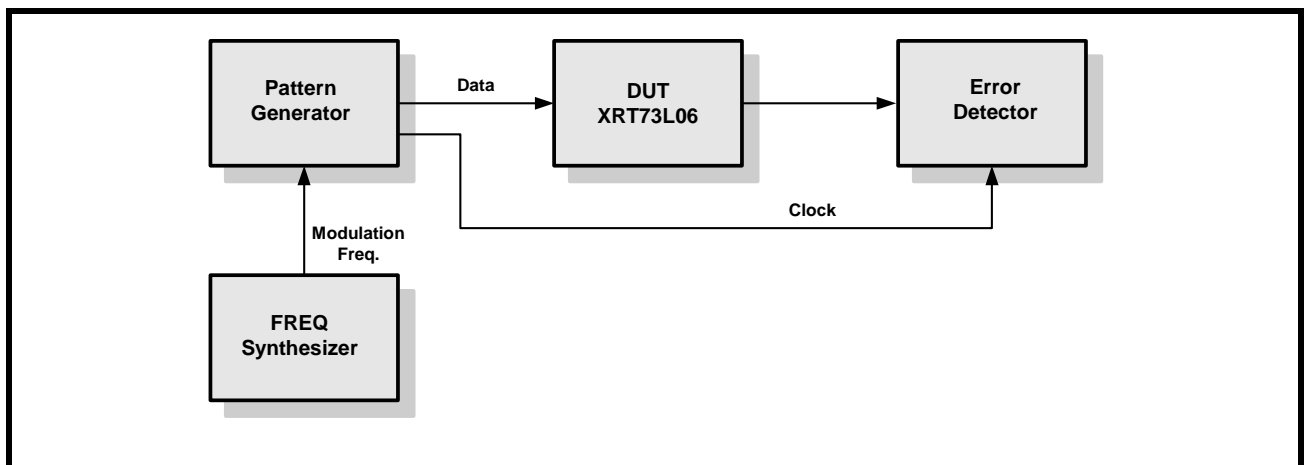 Pattern
Generator
Data
DUT
XRT73L06
Error
Detector
Clock
Modulation
Freq.
FREQ
Synthesizer